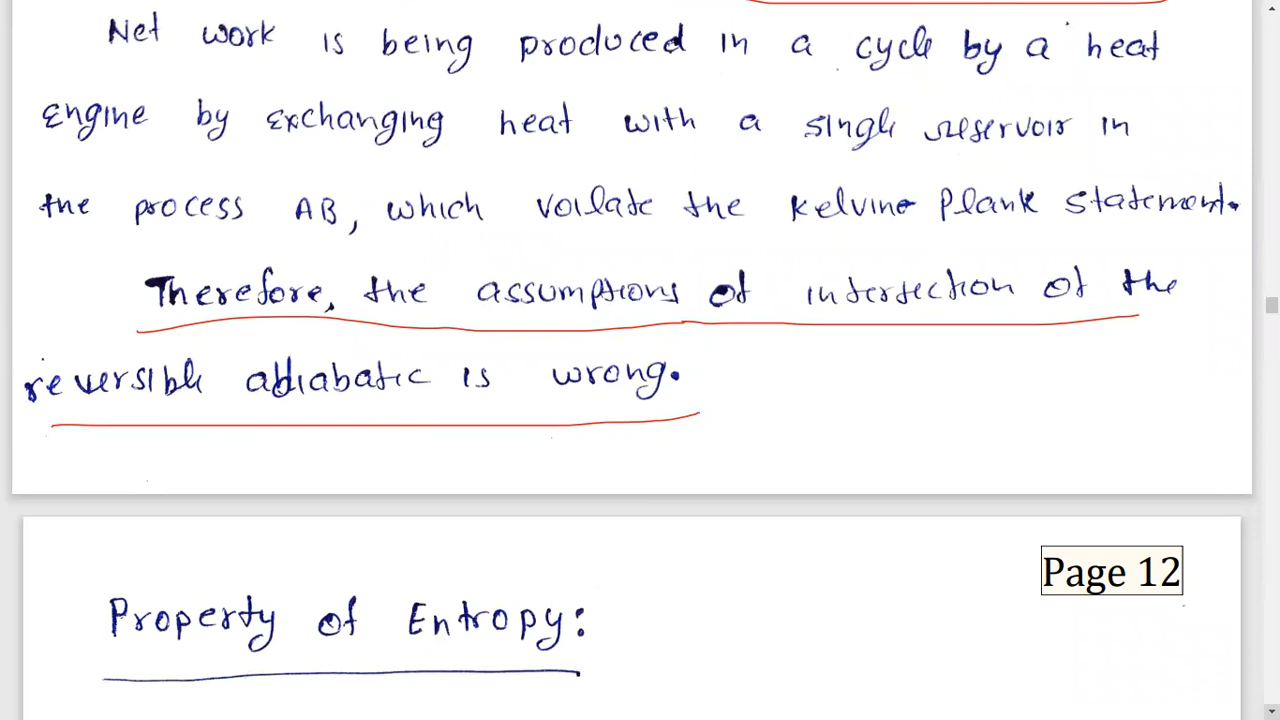 Net work is being produced in a cycle by a heat
Engine by exchanging heat with a single reservoir in
the process AB, which voilate the Kelvine Plank statement.
Therefore, the assumptions of intersection of the
reversible adiabatic is wrong.
Page 12
Property of Entropy: